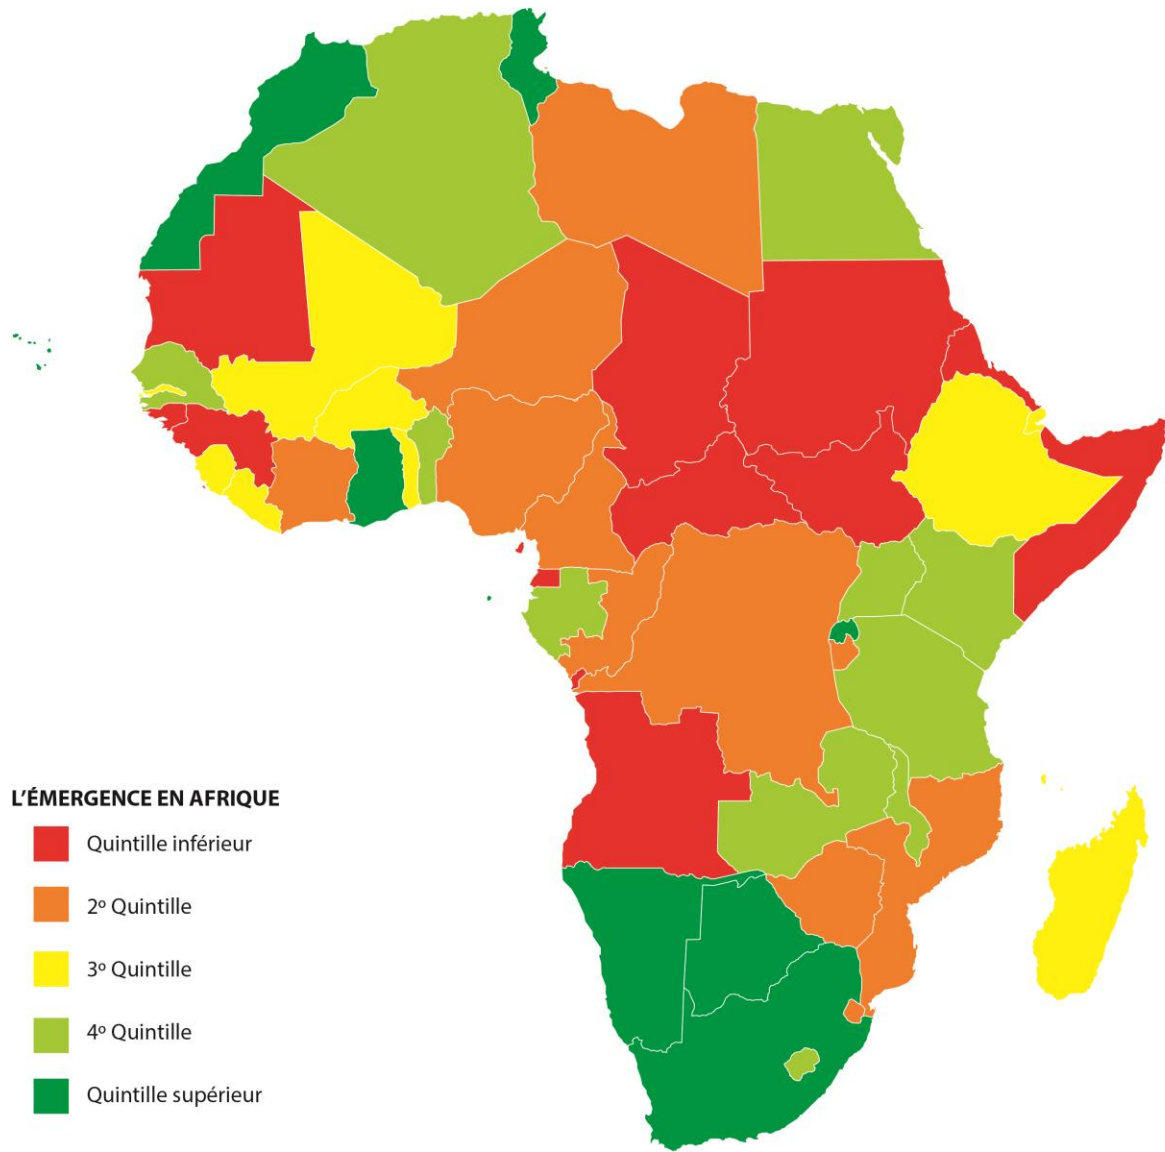 L’ÉMERGENCE EN AFRIQUE
Quintille inférieur
2º Quintille
3º Quintille
4º Quintille
Quintille supérieur